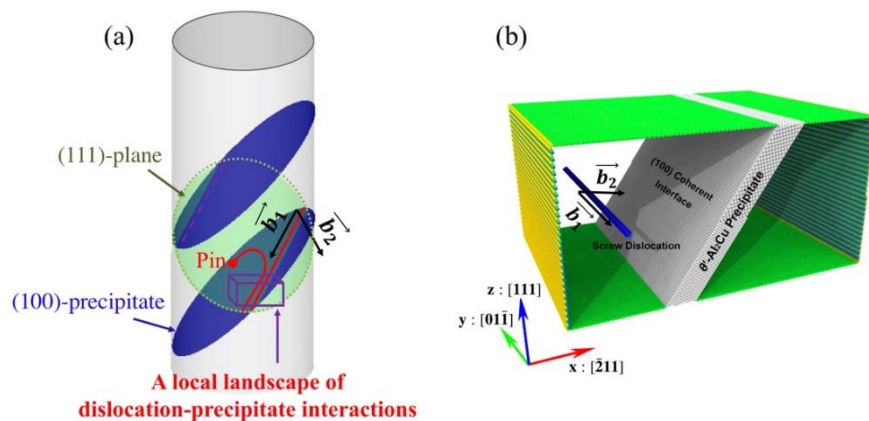 (a)
(111)-plane
b₁
b₂
Pin
(100)-precipitate
A local landscape of
dislocation-precipitate interactions
(b)
(100) Coherent
Interface
b₂
b₁
Screw Dislocation
θ'-Al₂Cu Precipitate
z : [111]
y : [011̄]
x : [2̄11]